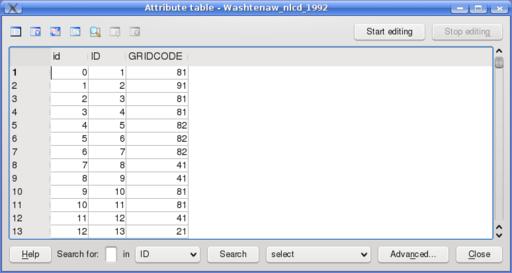 Attribute table - Washtenaw_nlcd_1992
Start editing Stop editing
id ID GRIDCODE
1 0 1 81
2 1 2 91
3 2 3 81
4 3 4 81
5 4 5 82
6 5 6 82
7 6 7 82
8 7 8 41
9 8 9 41
10 9 10 81
11 10 11 81
12 11 12 41
13 12 13 21
Help Search for: in ID Search select Advanced... Close